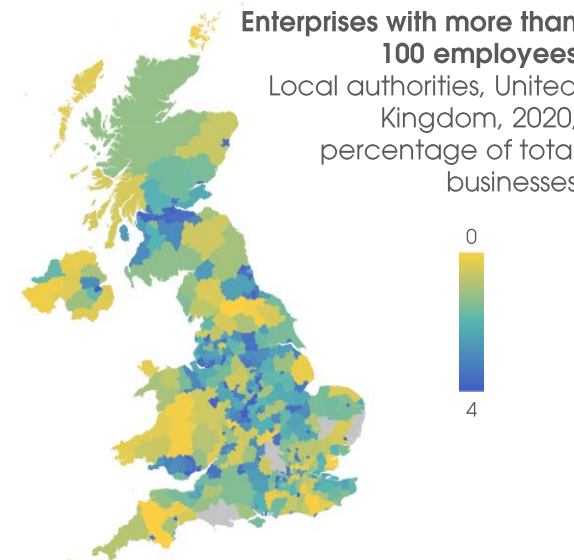 Enterprises with more than
100 employees
Local authorities, United
Kingdom, 2020,
percentage of total
businesses
0
4